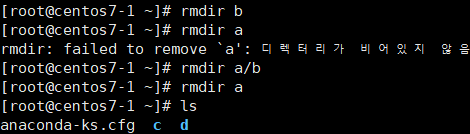 [root@centos7-1 ~]# rmdir b
[root@centos7-1 ~]# rmdir a
rmdir: failed to remove `a': 디렉터리가 비어있지 않음
[root@centos7-1 ~]# rmdir a/b
[root@centos7-1 ~]# rmdir a
[root@centos7-1 ~]# ls
anaconda-ks.cfg  c  d